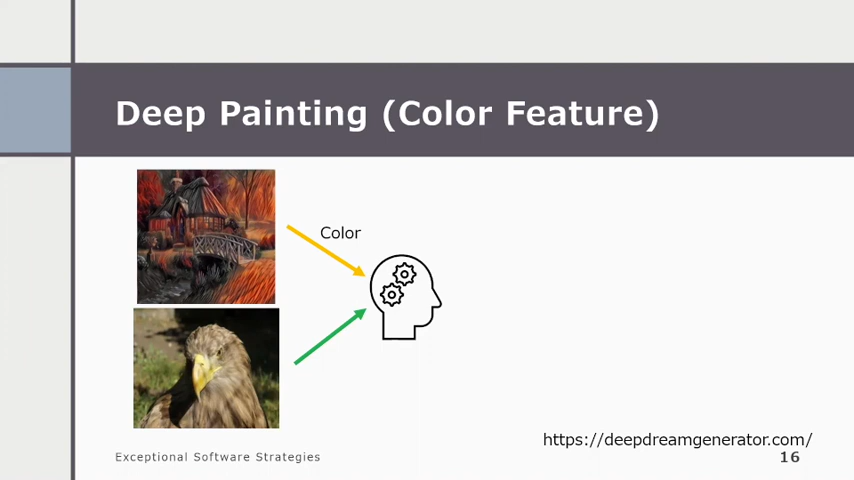 Deep Painting (Color Feature)
Color
https://deepdreamgenerator.com/
Exceptional Software Strategies
16